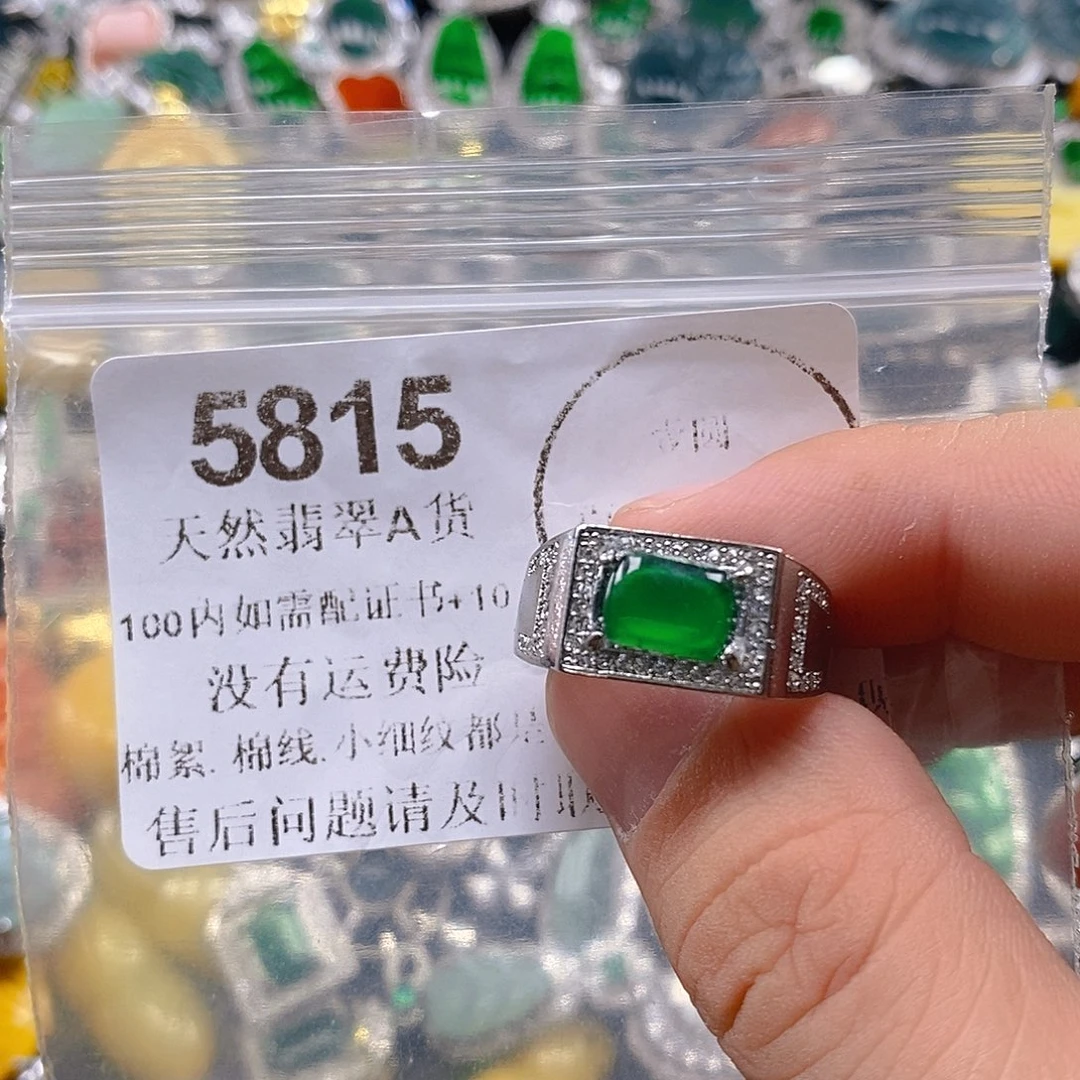 5815
天然翡翠A货
100内如需配证书+10
没有运费险
棉絮.棉线.小细纹都
售后问题请及时